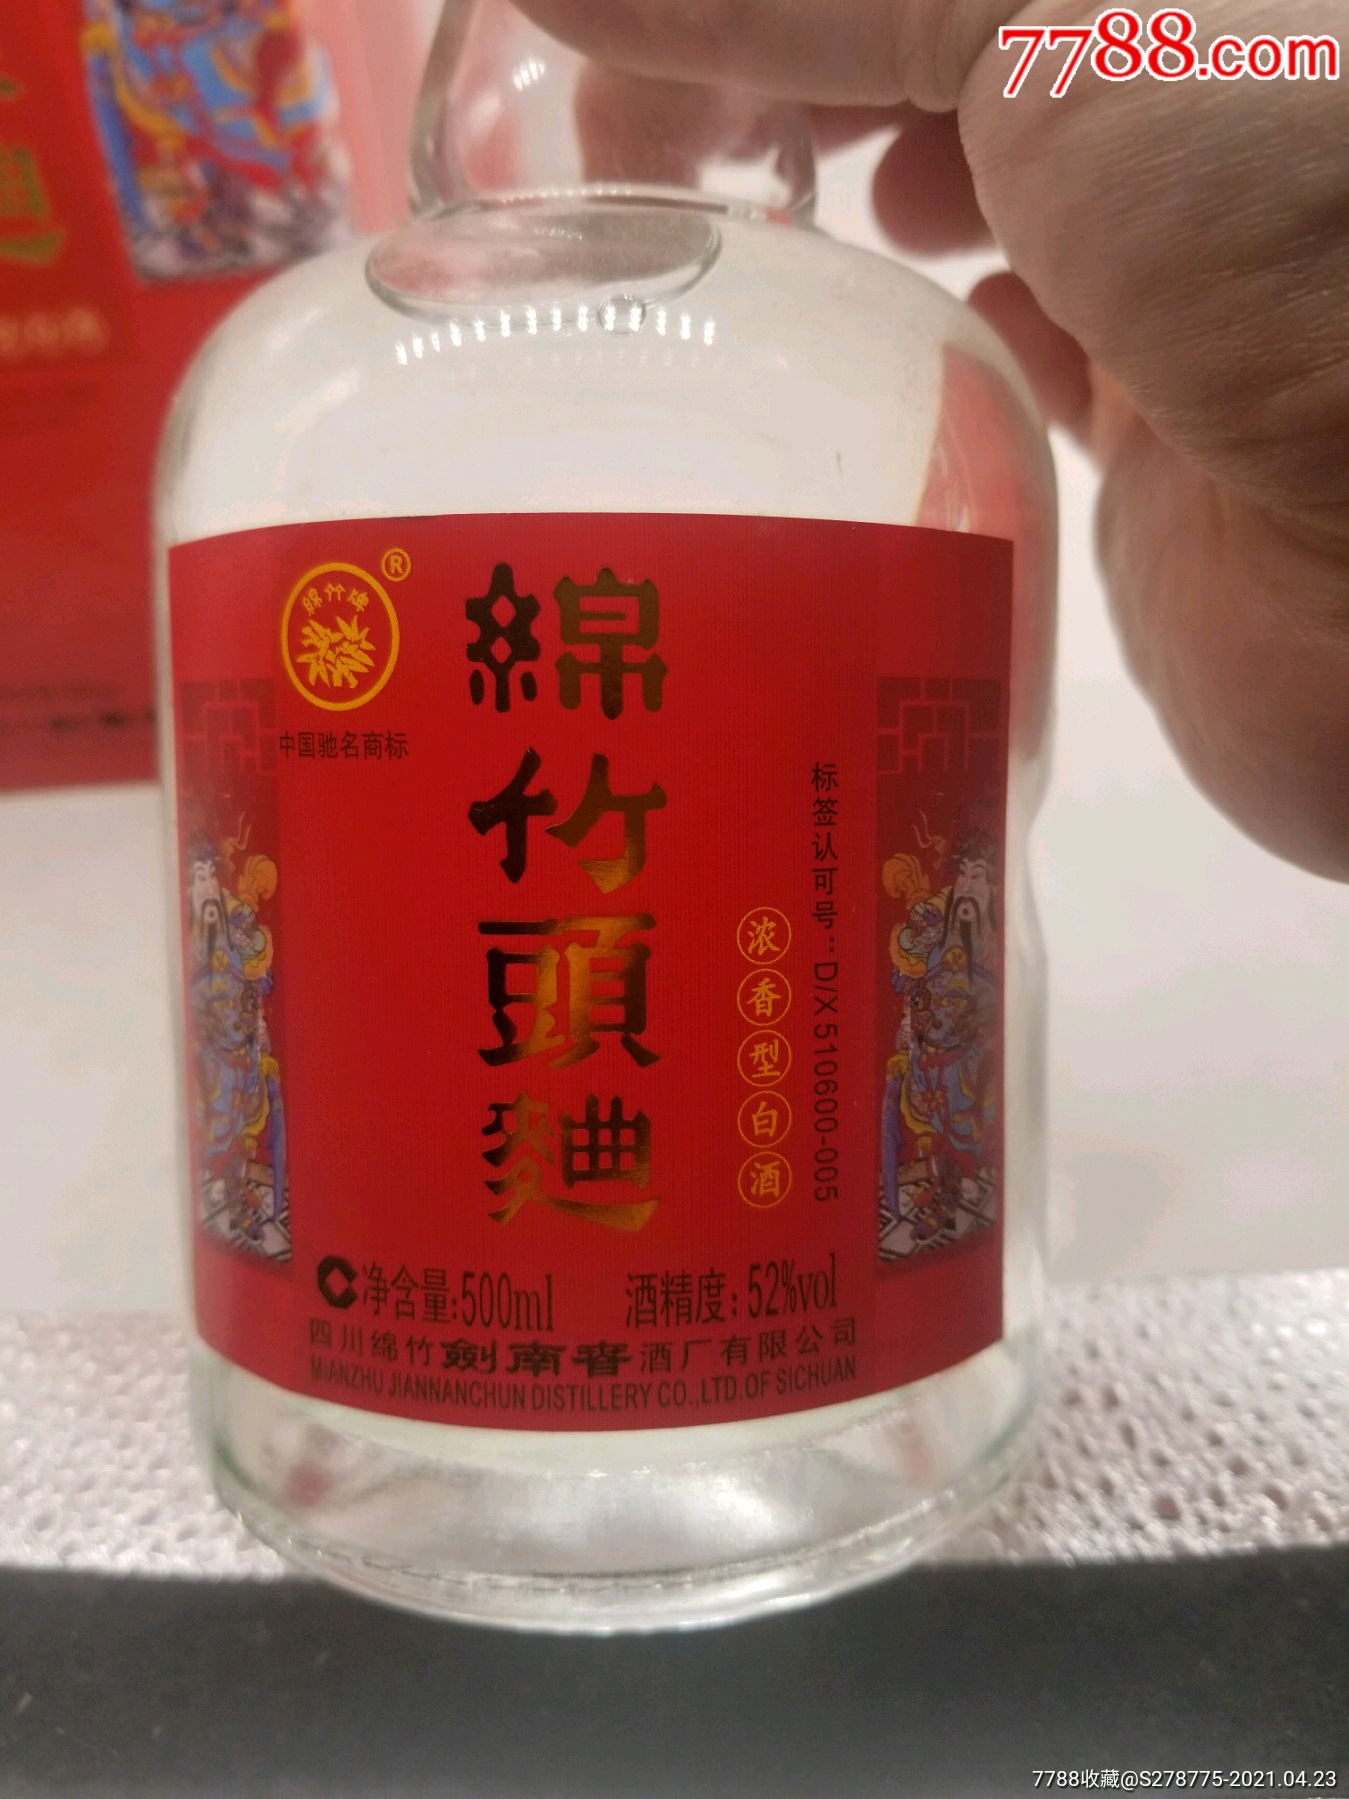 7788.com
綿竹牌
®
中国驰名商标
綿竹頭麯
浓香型白酒
标签认可号：D/X510600-005
净含量:500ml 酒精度:52%vol
四川绵竹劍南春酒厂有限公司
MIANZHU JIANNANCHUN DISTILLERY CO.,LTD.OF SICHUAN
7788收藏@S278775-2021.04.23